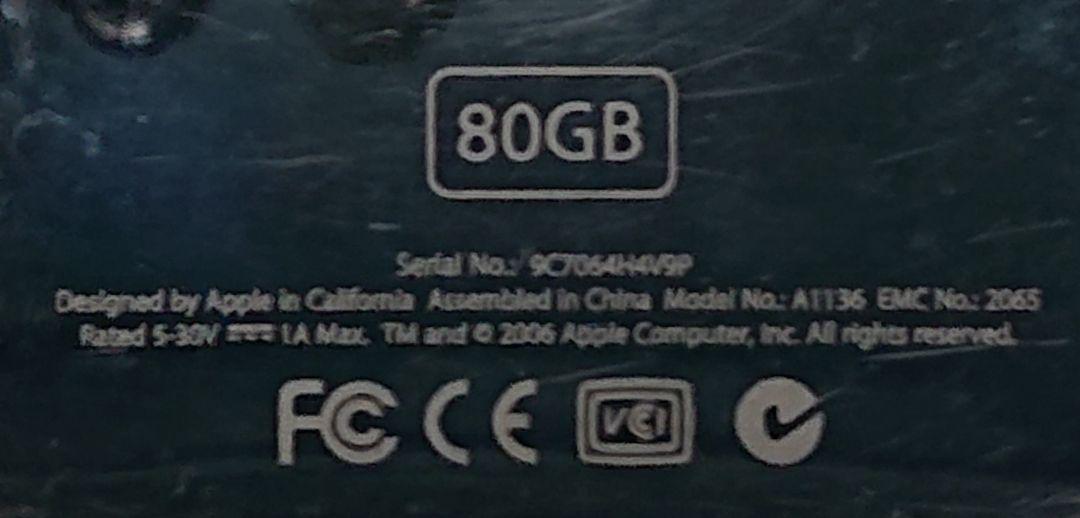 80GB
Serial No.: 9C7064H4V9P
Designed by Apple in California Assembled in China Model No.: A1136 EMC No.: 2065
Rated 5-30V 1A Max. TM and © 2006 Apple Computer, Inc. All rights reserved.
FC CE VCI